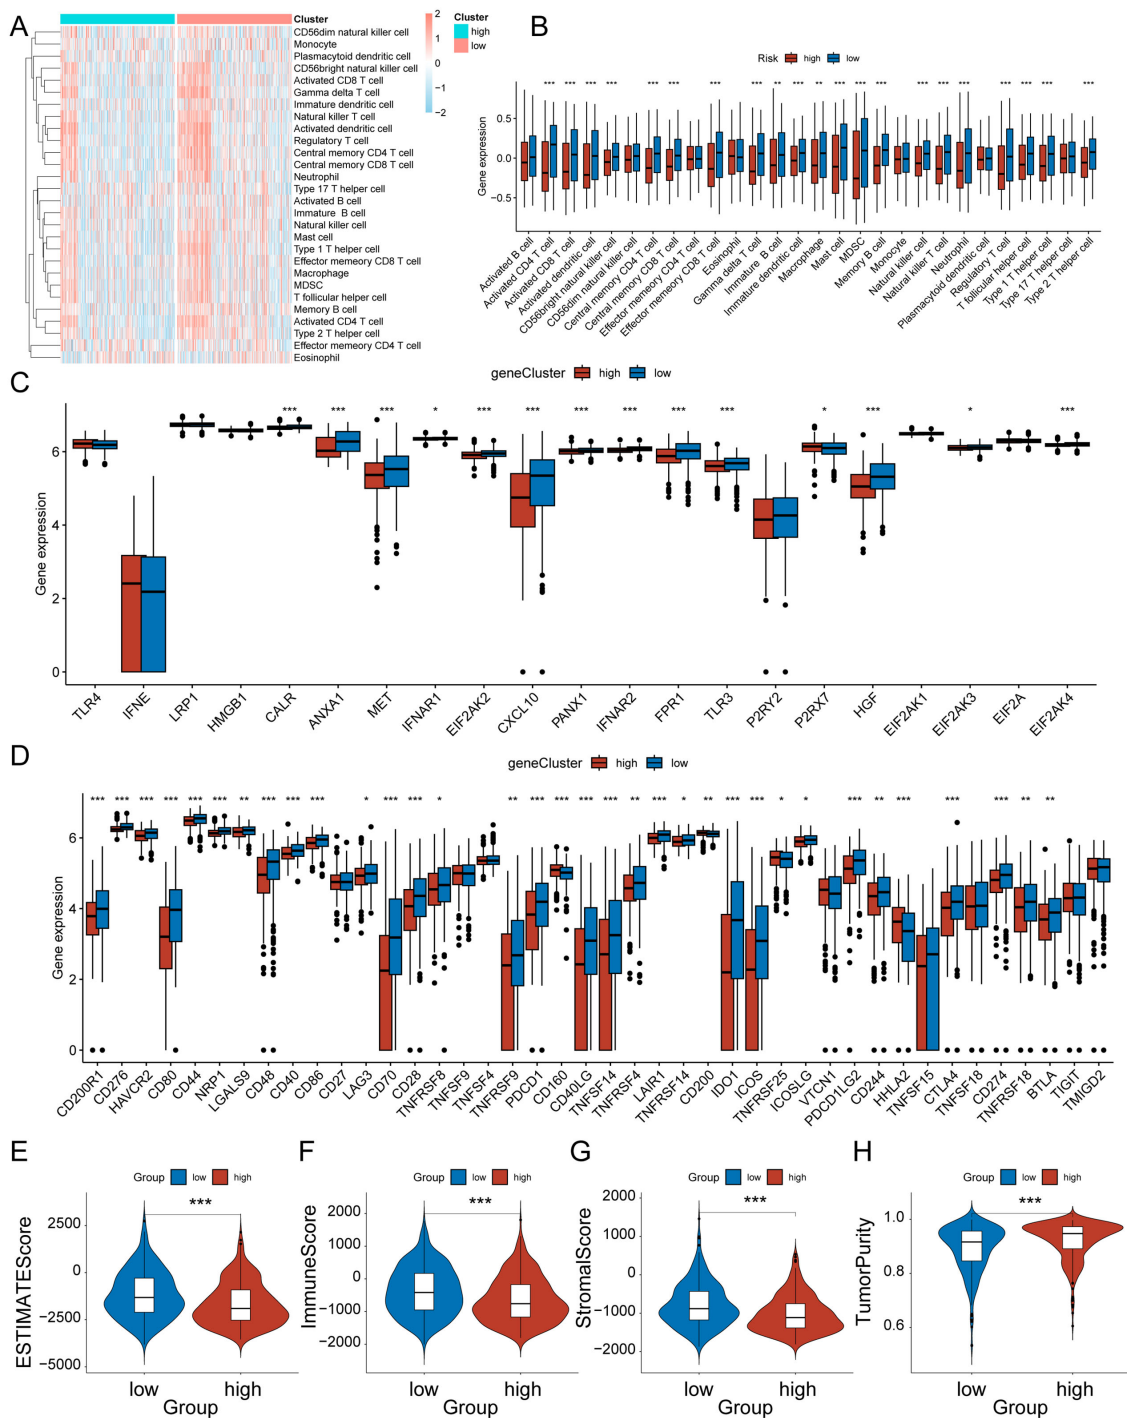 A
Cluster
CD56dim natural killer cell
Monocyte
Plasmacytoid dendritic cell
CD56bright natural killer cell
Activated CD8 T cell
Gamma delta T cell
Immature dendritic cell
Natural killer T cell
Activated dendritic cell
Regulatory T cell
Central memory CD4 T cell
Central memory CD8 T cell
Neutrophil
Type 17 T helper cell
Activated B cell
Immature B cell
Natural killer cell
Mast cell
Type 1 T helper cell
Effector memeory CD8 T cell
Macrophage
MDSC
T follicular helper cell
Memory B cell
Activated CD4 T cell
Type 2 T helper cell
Effector memeory CD4 T cell
Eosinophil
2
1
0
−1
−2
Cluster
high
low
B
Risk high low
*** *** *** *** *** *** *** *** ** *** ** *** *** ** *** *** *** *** *** *** ***
Gene expression
0.5
0.0
−0.5
Activated B cell
Activated CD4 T cell
Activated CD8 T cell
Activated dendritic cell
CD56bright natural killer cell
CD56dim natural killer cell
Central memory CD4 T cell
Central memory CD8 T cell
Effector memeory CD4 T cell
Effector memeory CD8 T cell
Eosinophil
Gamma delta T cell
Immature B cell
Immature dendritic cell
Macrophage
Mast cell
MDSC
Memory B cell
Monocyte
Natural killer cell
Natural killer T cell
Neutrophil
Plasmacytoid dendritic cell
Regulatory T cell
T follicular helper cell
Type 1 T helper cell
Type 17 T helper cell
Type 2 T helper cell
C
geneCluster high low
*** *** *** * *** *** *** *** *** *** * *** * ***
Gene expression
6
4
2
0
TLR4
IFNE
LRP1
HMGB1
CALR
ANXA1
MET
IFNAR1
EIF2AK2
CXCL10
PANX1
IFNAR2
FPR1
TLR3
P2RY2
P2RX7
HGF
EIF2AK1
EIF2AK3
EIF2A
EIF2AK4
D
geneCluster high low
*** *** *** *** *** *** ** *** *** *** * *** *** * ** *** *** *** *** ** *** * ** *** *** * * *** ** *** *** *** ** **
Gene expression
6
4
2
0
CD200R1
CD276
HAVCR2
CD80
CD44
NRP1
LGALS9
CD48
CD40
CD86
CD27
LAG3
CD70
CD28
TNFRSF8
TNFSF9
TNFSF4
TNFRSF9
PDCD1
CD160
CD40LG
TNFSF14
TNFRSF4
LAIR1
TNFRSF14
CD200
IDO1
ICOS
TNFRSF25
ICOSLG
VTCN1
PDCD1LG2
CD244
HHLA2
TNFSF15
CTLA4
TNFSF18
CD274
TNFRSF18
BTLA
TIGIT
TMIGD2
E
Group low high
***
ESTIMATEScore
2500
0
−2500
−5000
low high
Group
F
Group low high
***
ImmuneScore
2000
1000
0
−1000
−2000
low high
Group
G
Group low high
***
StromalScore
2000
1000
0
−1000
−2000
low high
Group
H
Group low high
***
TumorPurity
1.0
0.8
0.6
low high
Group